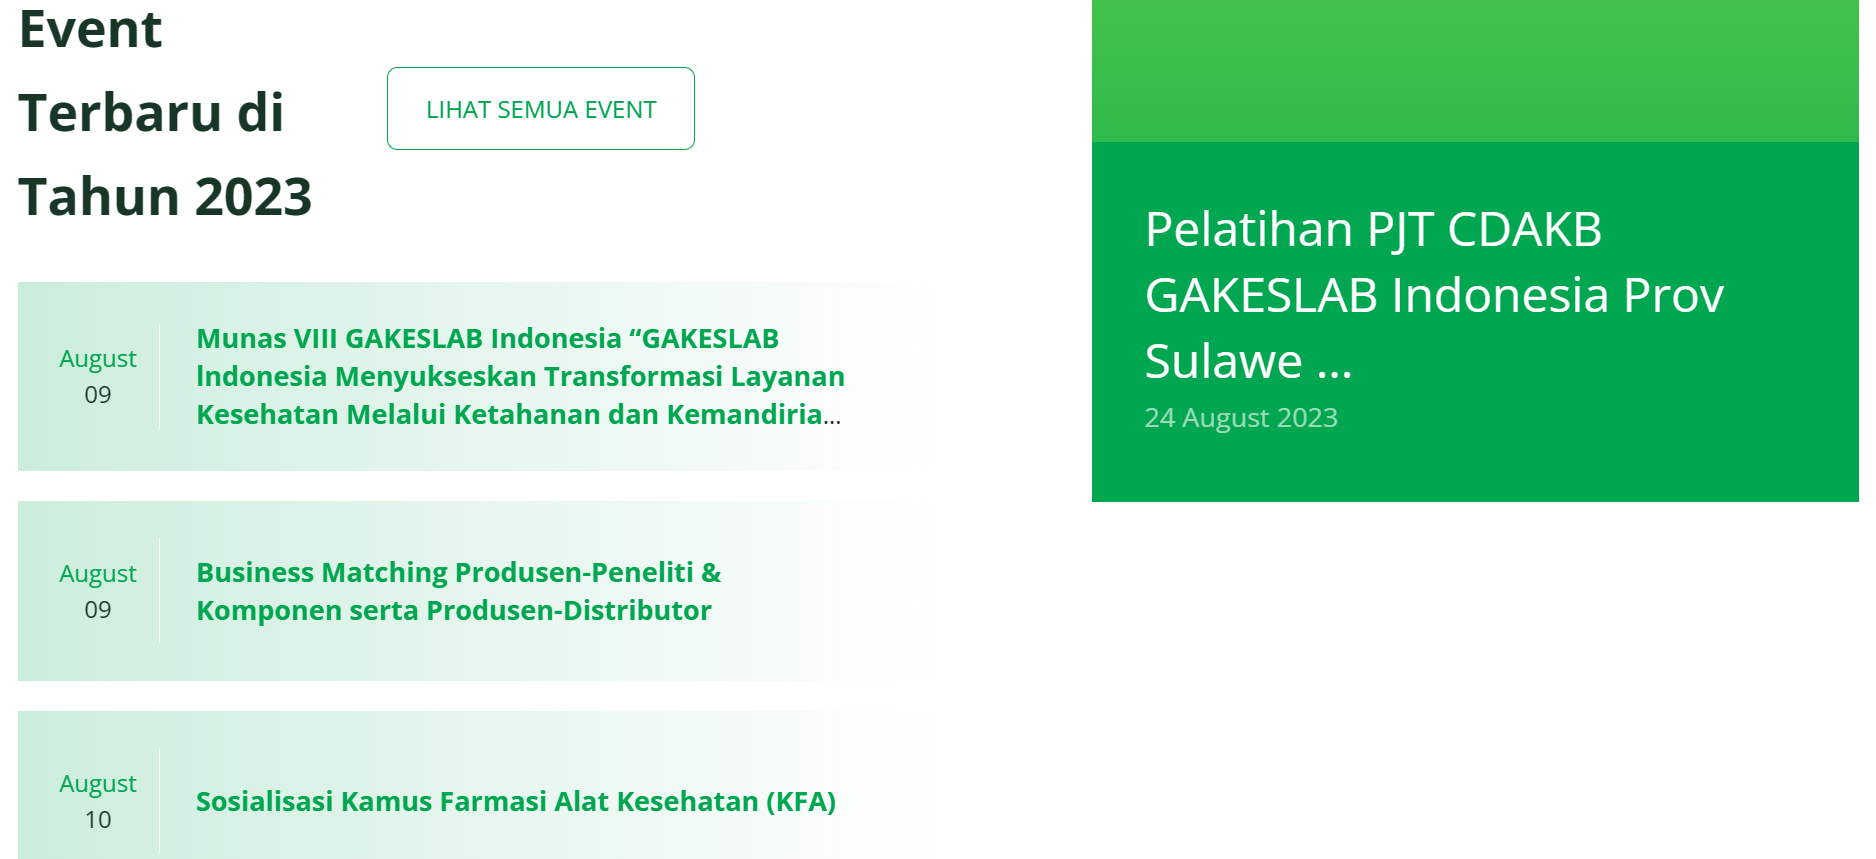 Event
Terbaru di
Tahun 2023
LIHAT SEMUA EVENT
August
09
Munas VIII GAKESLAB Indonesia “GAKESLAB
lndonesia Menyukseskan Transformasi Layanan
Kesehatan Melalui Ketahanan dan Kemandiria...
August
09
Business Matching Produsen-Peneliti &
Komponen serta Produsen-Distributor
August
10
Sosialisasi Kamus Farmasi Alat Kesehatan (KFA)
Pelatihan PJT CDAKB
GAKESLAB Indonesia Prov
Sulawe ...
24 August 2023